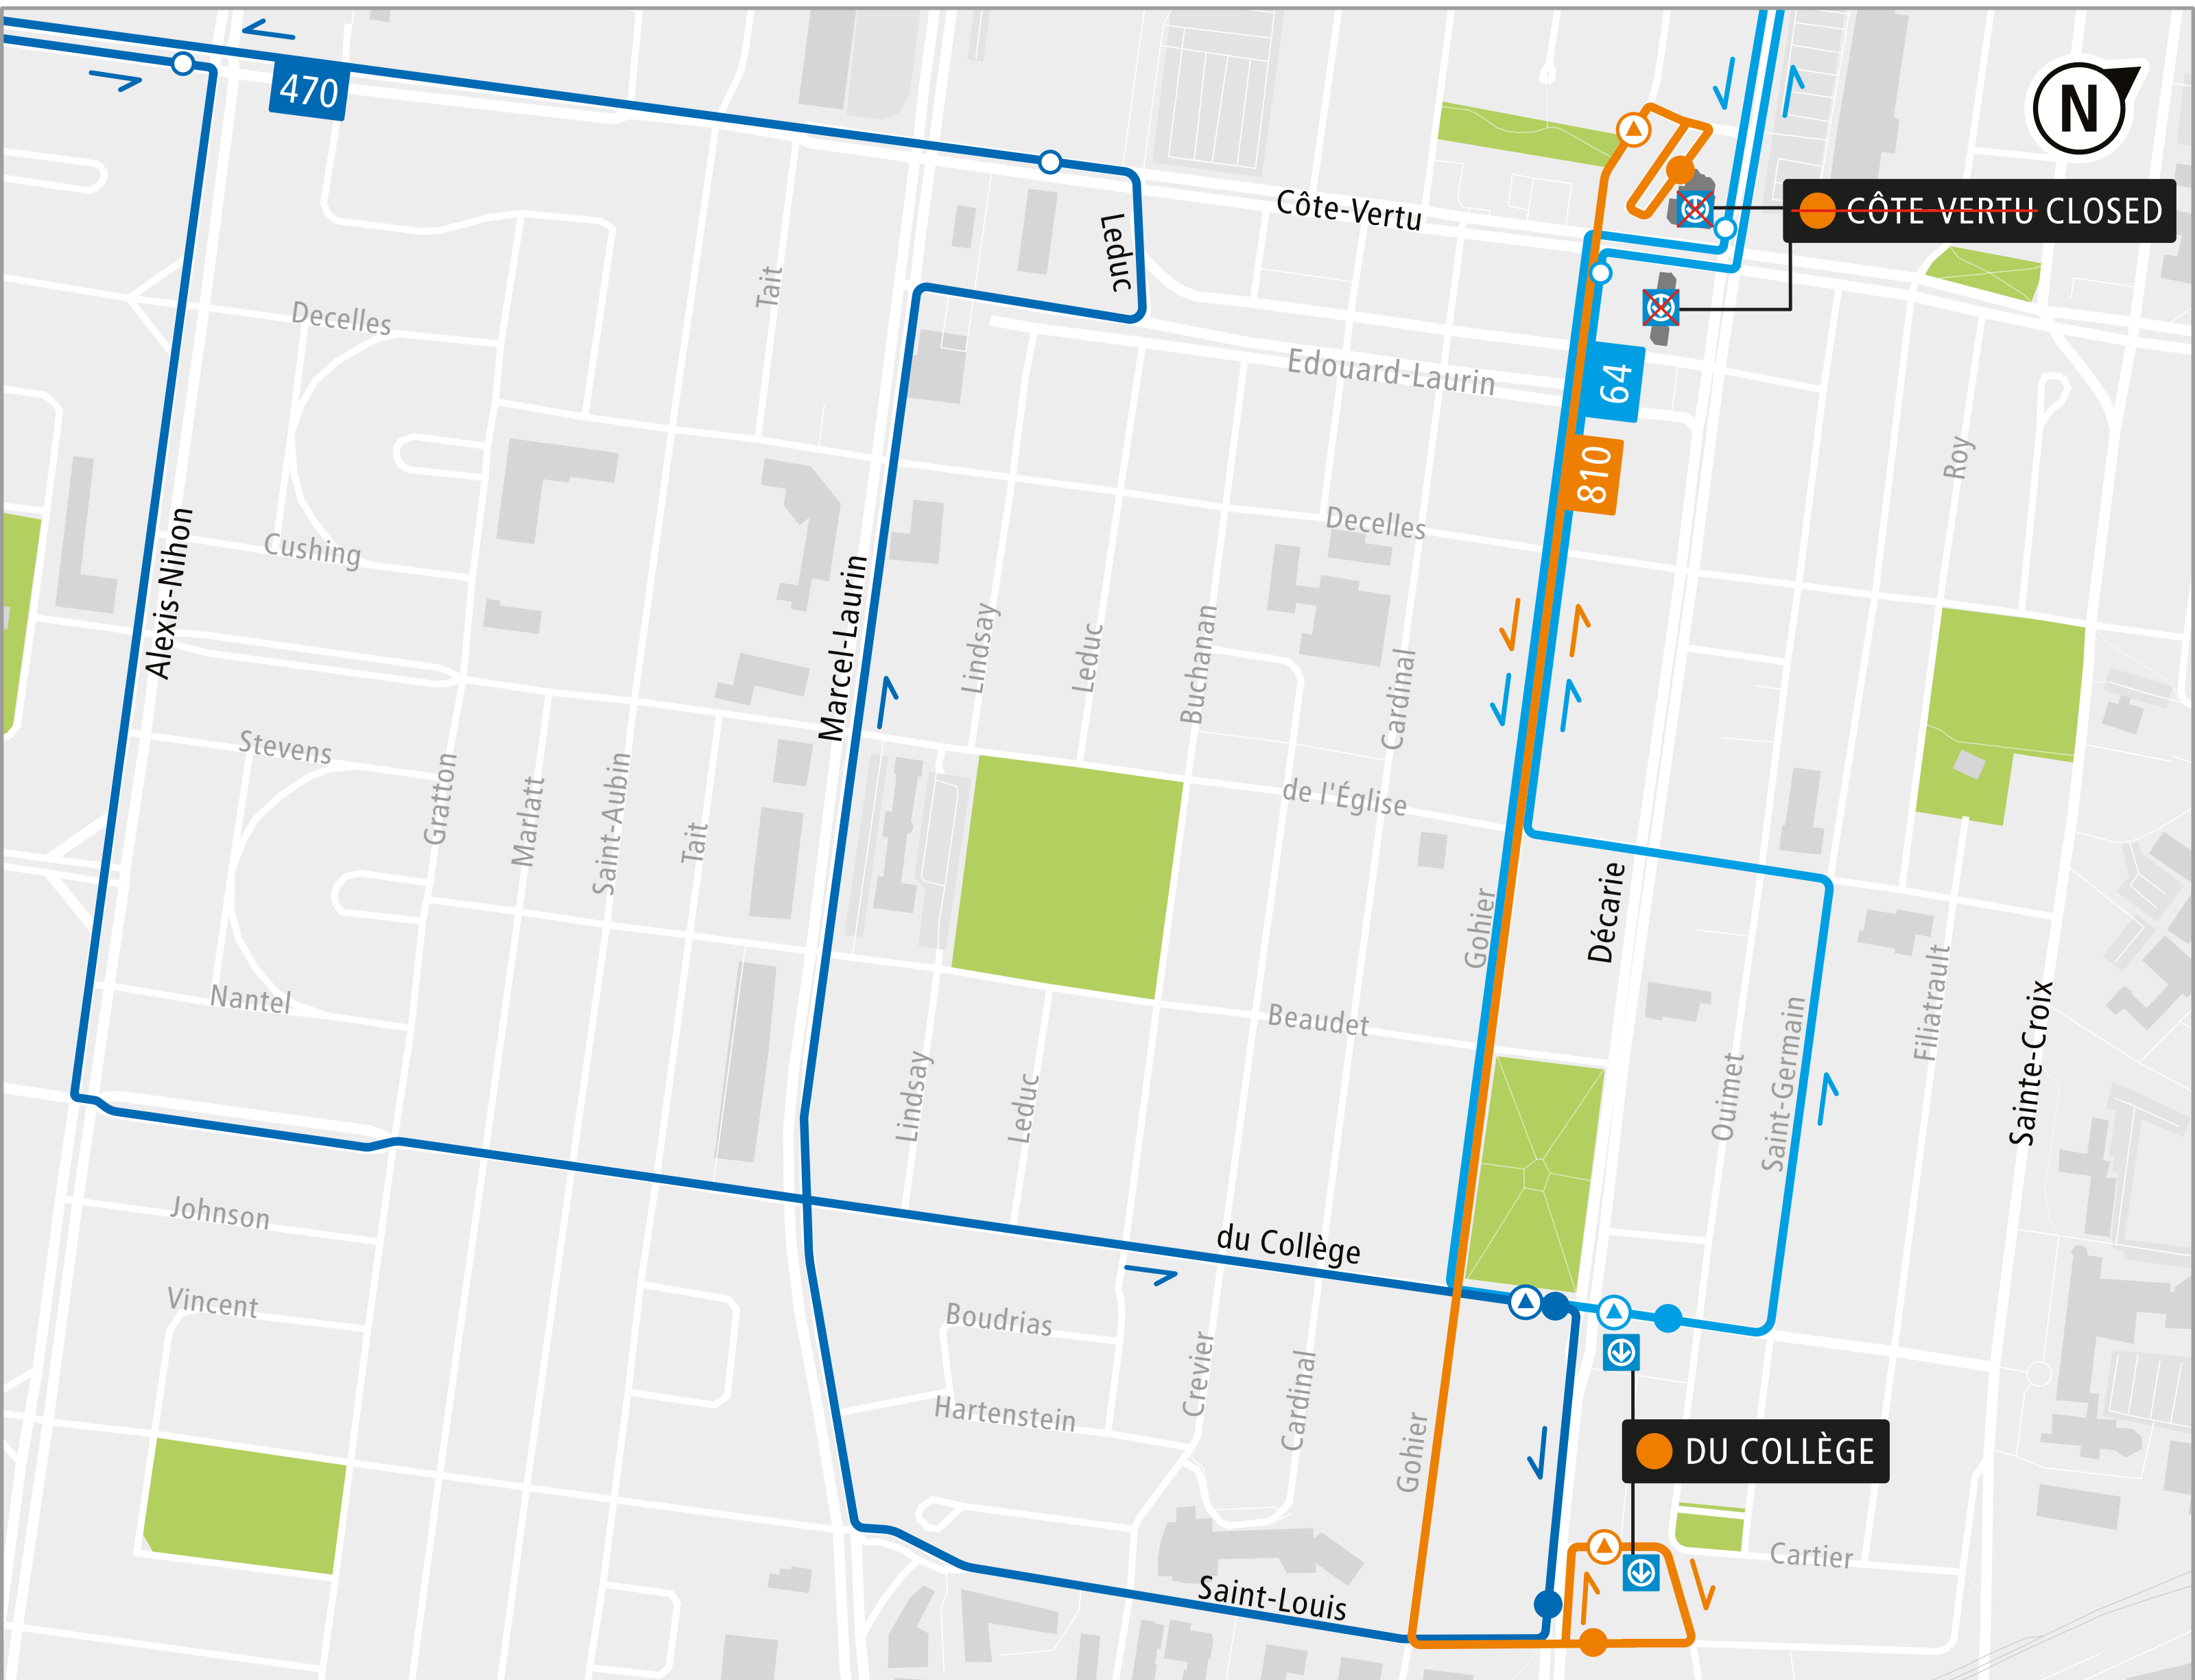 470
N
CÔTE-VERTU CLOSED
Côte-Vertu
Leduc
Tait
Decelles
Edouard-Laurin
64
810
Roy
Decelles
Alexis-Nihon
Cushing
Marcel-Laurin
Lindsay
Leduc
Buchanan
Cardinal
Stevens
Gratton
Marlatt
Saint-Aubin
Tait
de l'Église
Gohier
Décarie
Nantel
Beaudet
Filiatrault
Sainte-Croix
Lindsay
Leduc
Ouimet
Saint-Germain
Johnson
du Collège
Vincent
Boudrias
Crevier
Cardinal
Hartenstein
Gohier
DU COLLÈGE
Cartier
Saint-Louis